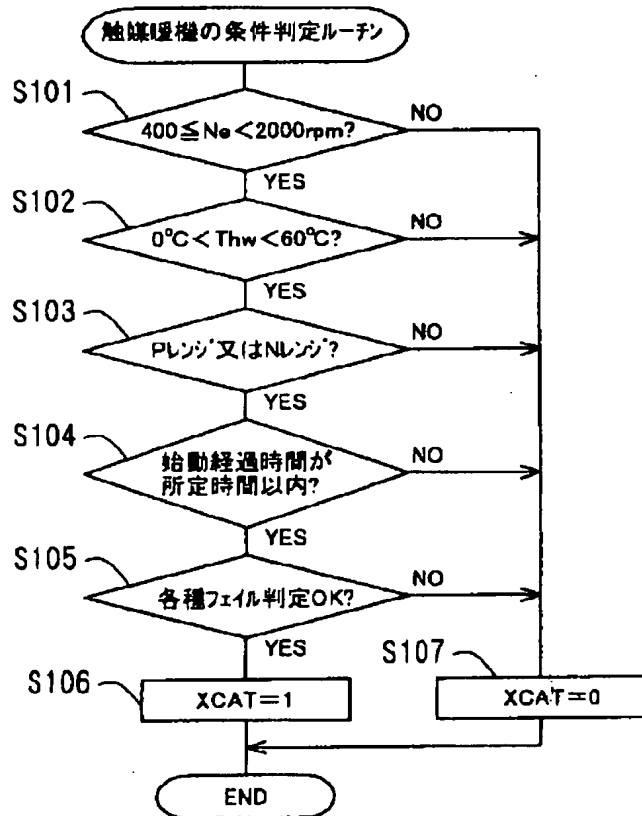 触媒暖機の条件判定ルーチン
S101
400≦Ne<2000rpm?
NO
YES
S102
0°C<Thw<60°C?
NO
YES
S103
Pレンジ又はNレンジ?
NO
YES
S104
始動経過時間が
所定時間以内?
NO
YES
S105
各種フェイル判定OK?
NO
YES
S106
XCAT=1
S107
XCAT=0
END